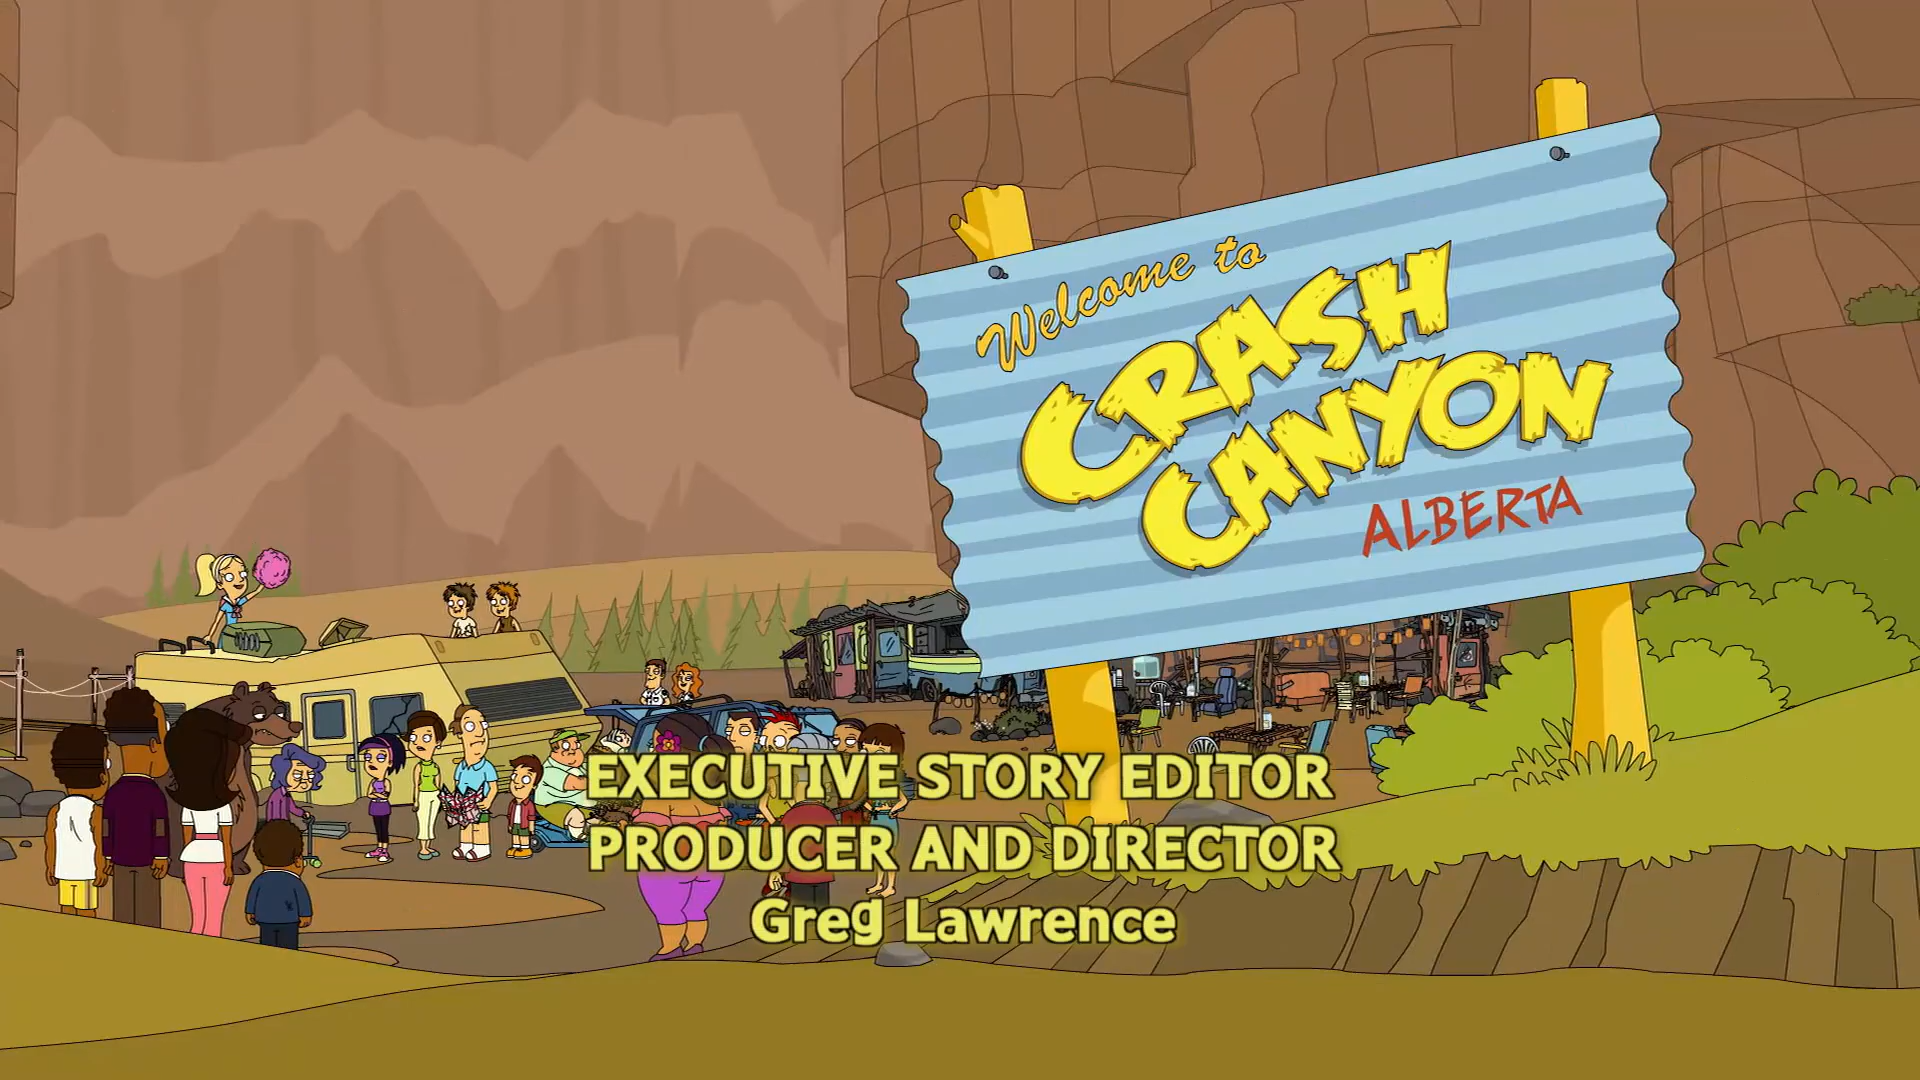 Welcome to
CRASH
CANYON
ALBERTA
EXECUTIVE STORY EDITOR
PRODUCER AND DIRECTOR
Greg Lawrence